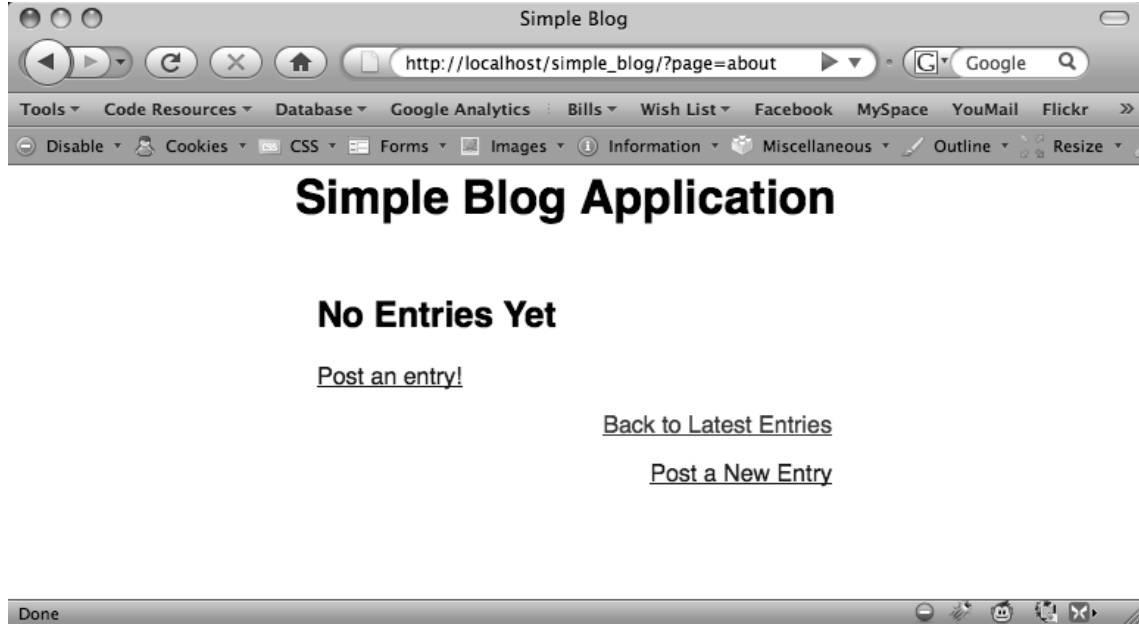 Simple Blog
http://localhost/simple_blog/?page=about
G Google
Tools Code Resources Database Google Analytics Bills Wish List Facebook MySpace YouMail Flickr »
Disable Cookies CSS CSS Forms Images Information Miscellaneous Outline Resize
Simple Blog Application
No Entries Yet
Post an entry!
Back to Latest Entries
Post a New Entry
Done